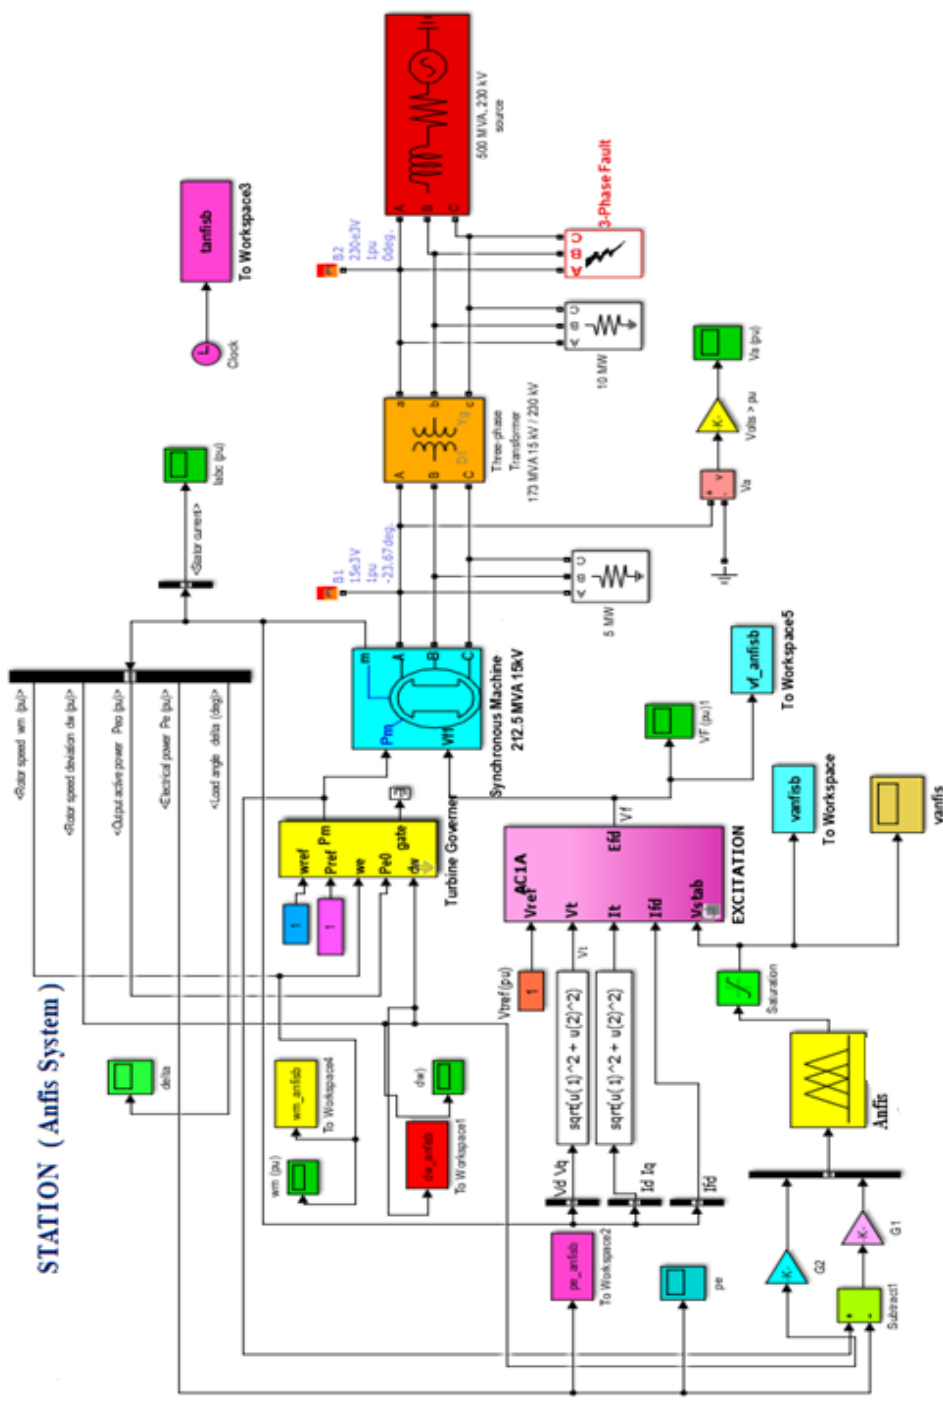 STATION ( Anfis System )
<Rotor speed wm (pu)>
<Rotor speed deviation dw (pu)>
<Output active power Peo (pu)>
<Electrical power Pe (pu)>
<Load angle delta (deg)>
<Stator current>
Iabc (pu)
Clock
tanfisb
To Workspace3
delta
wm (pu)
wm_anfisb
To Workspace4
dw)
dw_anfisb
To Workspace1
1
1
wref
Pref
we
Pe0
dw
Pm
gate
Turbine Governer
Pm
Vf1
m
A
B
C
Synchronous Machine
212.5 MVA 15kV
B1
15e3V
1pu
-23.67deg.
A
B
C
5 MW
A
B
C
a
b
c
D1
Yg
Three-phase
Transformer
173 MVA 15 kV / 230 kV
B2
230e3V
1pu
0deg.
A
B
C
10 MW
A
B
C
3-Phase Fault
A
B
C
500 MVA, 230 kV
source
+
-
v
Va
K-
Volts > pu
Va (pu)
Vtref (pu)
1
Vd Vq
Id Iq
Ifd
sqrt(u(1)^2 + u(2)^2)
sqrt(u(1)^2 + u(2)^2)
Vt
AC1A
Vref
Vt
It
Ifd
Vstab
Efd
EXCITATION
Vf
VF (pu)1
vf_anfisb
To Workspace5
pe_anfisb
To Workspace2
pe
Subtract1
+
-
K-
G2
-K-
G1
Anfis
Saturation
vanfisb
To Workspace
vanfis